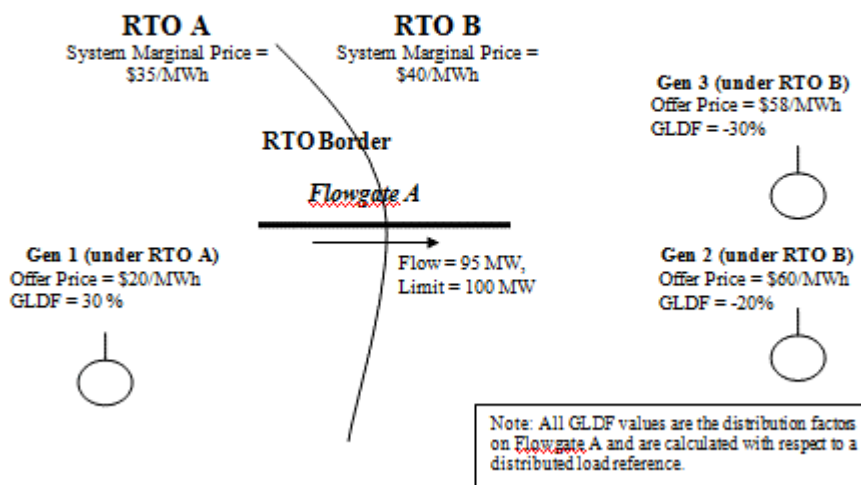 RTO A
System Marginal Price =
$35/MWh
RTO B
System Marginal Price =
$40/MWh
Gen 3 (under RTO B)
Offer Price = $58/MWh
GLDF = -30%
RTO Border
Flowgate A
Gen 1 (under RTO A)
Offer Price = $20/MWh
GLDF = 30 %
Flow = 95 MW,
Limit = 100 MW
Gen 2 (under RTO B)
Offer Price = $60/MWh
GLDF = -20%
Note: All GLDF values are the distribution factors
on Flowgate A and are calculated with respect to a
distributed load reference.